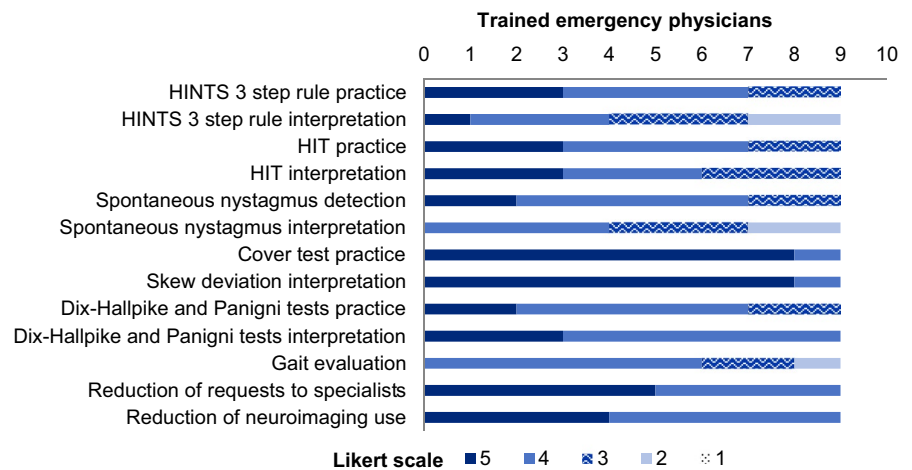 Trained emergency physicians
0 1 2 3 4 5 6 7 8 9 10
HINTS 3 step rule practice
HINTS 3 step rule interpretation
HIT practice
HIT interpretation
Spontaneous nystagmus detection
Spontaneous nystagmus interpretation
Cover test practice
Skew deviation interpretation
Dix-Hallpike and Panigni tests practice
Dix-Hallpike and Panigni tests interpretation
Gait evaluation
Reduction of requests to specialists
Reduction of neuroimaging use
Likert scale 5 4 3 2 1